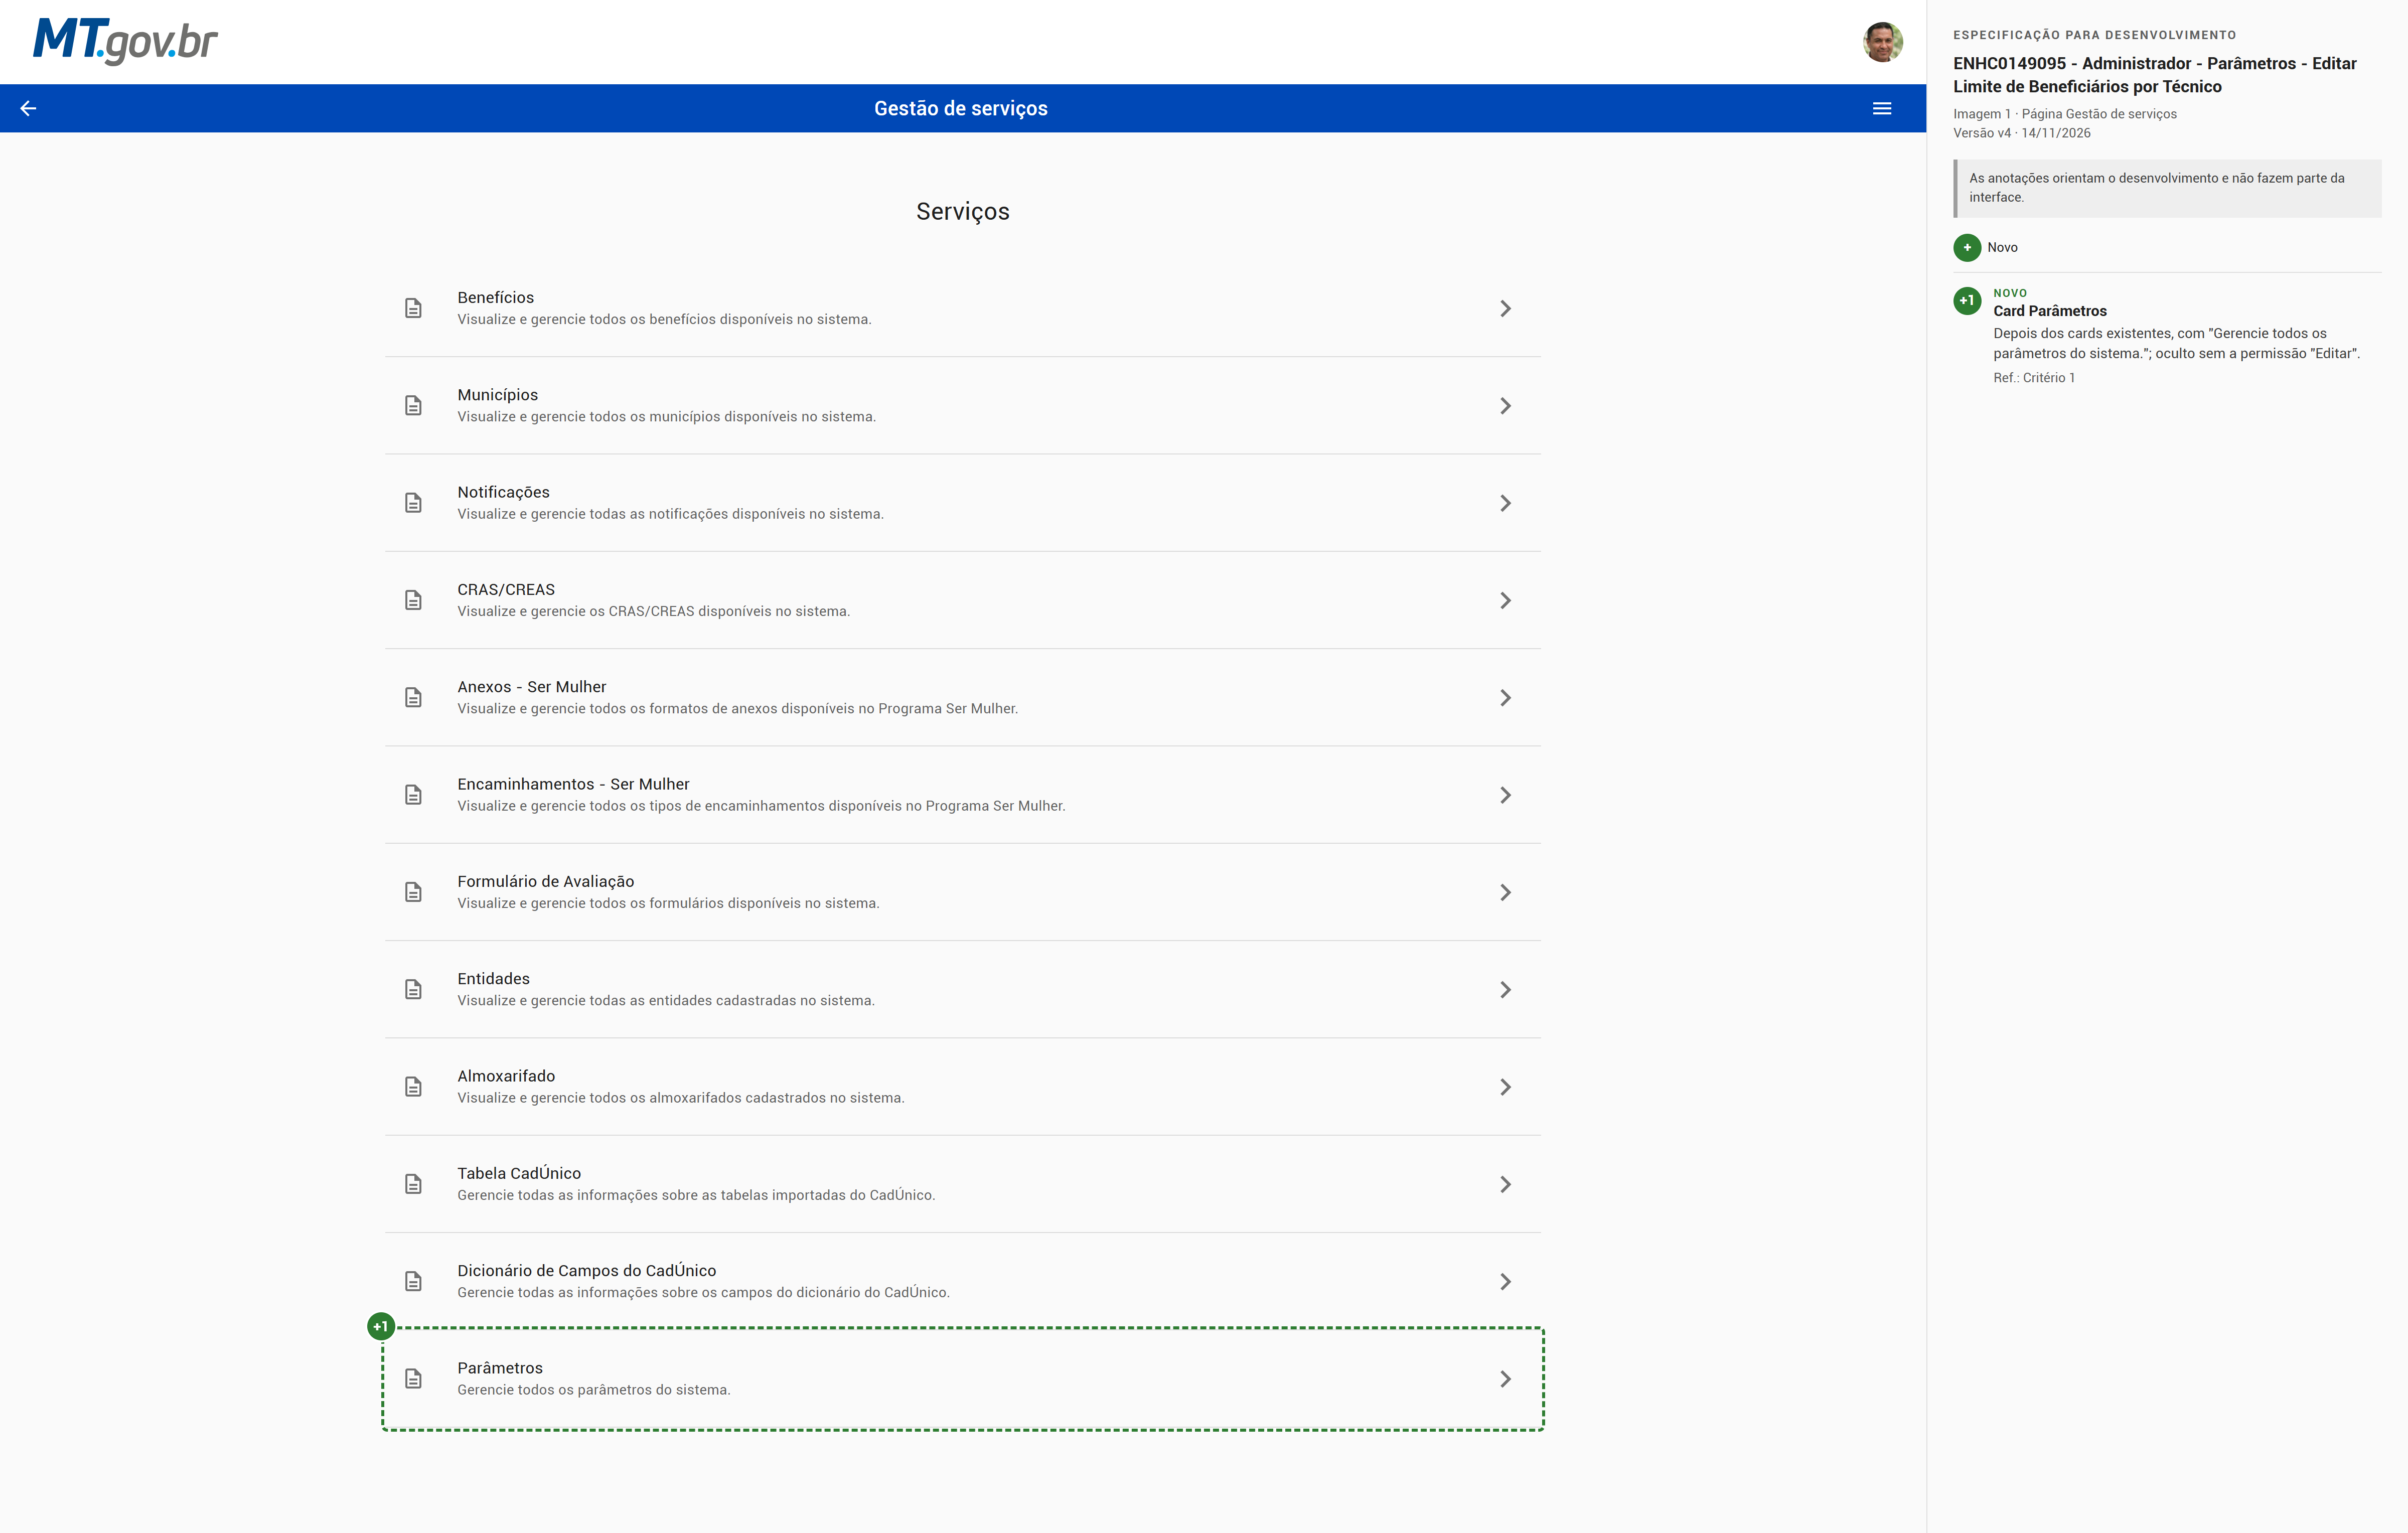 MT.gov.br
Gestão de serviços
Serviços
Benefícios
Visualize e gerencie todos os benefícios disponíveis no sistema.
Municípios
Visualize e gerencie todos os municípios disponíveis no sistema.
Notificações
Visualize e gerencie todas as notificações disponíveis no sistema.
CRAS/CREAS
Visualize e gerencie os CRAS/CREAS disponíveis no sistema.
Anexos - Ser Mulher
Visualize e gerencie todos os formatos de anexos disponíveis no Programa Ser Mulher.
Encaminhamentos - Ser Mulher
Visualize e gerencie todos os tipos de encaminhamentos disponíveis no Programa Ser Mulher.
Formulário de Avaliação
Visualize e gerencie todos os formulários disponíveis no sistema.
Entidades
Visualize e gerencie todas as entidades cadastradas no sistema.
Almoxarifado
Visualize e gerencie todos os almoxarifados cadastrados no sistema.
Tabela CadÚnico
Gerencie todas as informações sobre as tabelas importadas do CadÚnico.
Dicionário de Campos do CadÚnico
Gerencie todas as informações sobre os campos do dicionário do CadÚnico.
+1
Parâmetros
Gerencie todos os parâmetros do sistema.
ESPECIFICAÇÃO PARA DESENVOLVIMENTO
ENHC0149095 - Administrador - Parâmetros - Editar
Limite de Beneficiários por Técnico
Imagem 1 · Página Gestão de serviços
Versão v4 · 14/11/2026
As anotações orientam o desenvolvimento e não fazem parte da
interface.
+ Novo
+1 NOVO
Card Parâmetros
Depois dos cards existentes, com "Gerencie todos os
parâmetros do sistema."; oculto sem a permissão "Editar".
Ref.: Critério 1